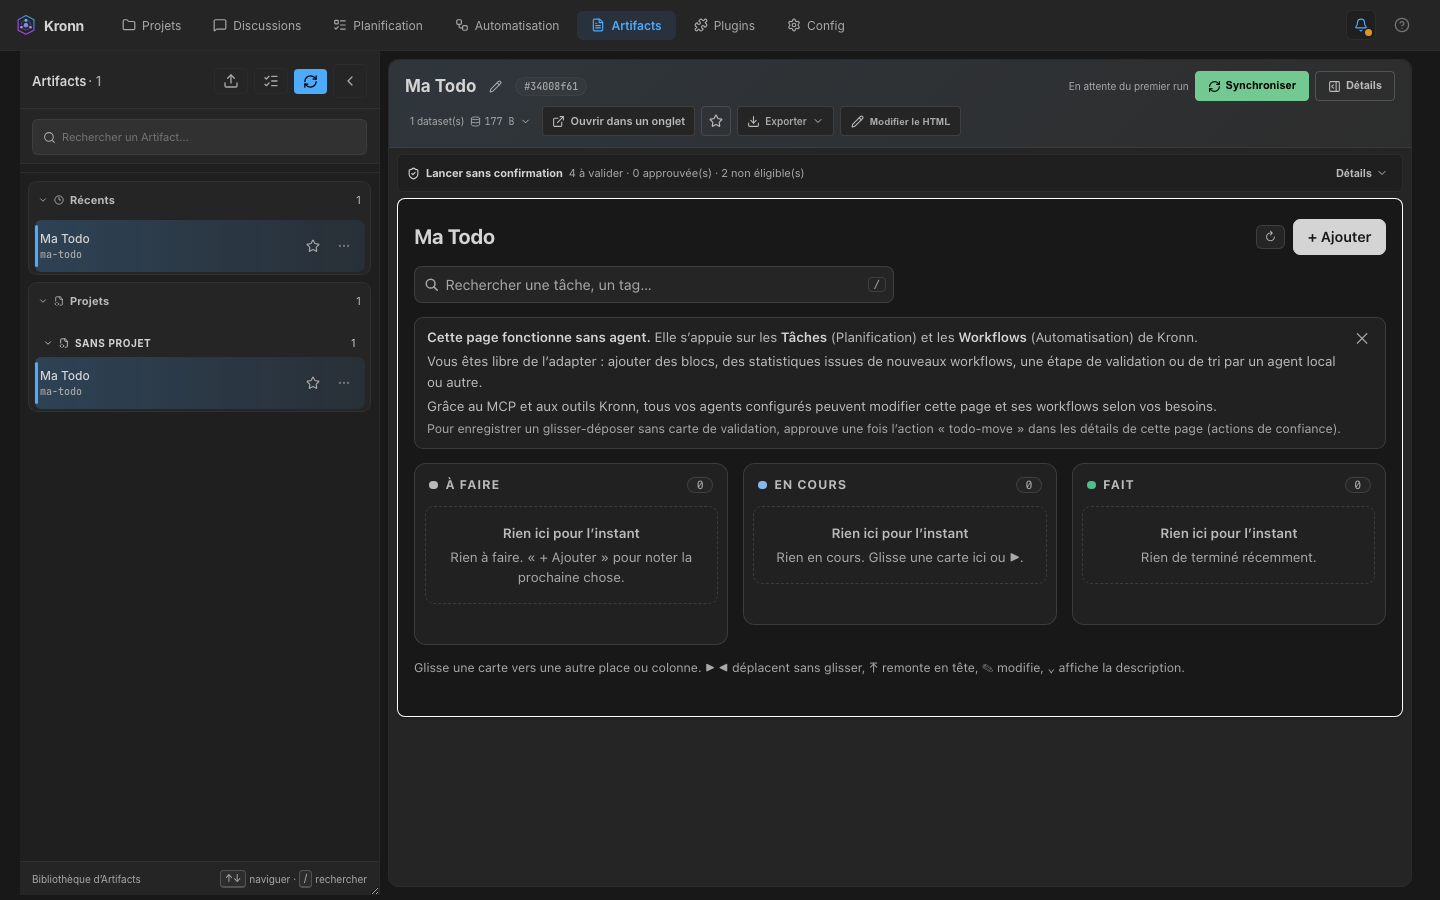 Kronn
Projets
Discussions
Planification
Automatisation
Artifacts
Plugins
Config
Artifacts · 1
Rechercher un Artifact...
Récents 1
Ma Todo
ma-todo
Projets 1
SANS PROJET 1
Ma Todo
ma-todo
Bibliothèque d'Artifacts
↑↓ naviguer · / rechercher
Ma Todo #34008f61
En attente du premier run Synchroniser Détails
1 dataset(s) 177 B Ouvrir dans un onglet Exporter Modifier le HTML
Lancer sans confirmation 4 à valider · 0 approuvée(s) · 2 non éligible(s) Détails
Ma Todo
+ Ajouter
Rechercher une tâche, un tag… /
Cette page fonctionne sans agent. Elle s’appuie sur les Tâches (Planification) et les Workflows (Automatisation) de Kronn.
Vous êtes libre de l’adapter : ajouter des blocs, des statistiques issues de nouveaux workflows, une étape de validation ou de tri par un agent local
ou autre.
Grâce au MCP et aux outils Kronn, tous vos agents configurés peuvent modifier cette page et ses workflows selon vos besoins.
Pour enregistrer un glisser-déposer sans carte de validation, approuve une fois l’action « todo-move » dans les détails de cette page (actions de confiance).
À FAIRE 0
Rien ici pour l’instant
Rien à faire. « + Ajouter » pour noter la
prochaine chose.
EN COURS 0
Rien ici pour l’instant
Rien en cours. Glisse une carte ici ou ▶.
FAIT 0
Rien ici pour l’instant
Rien de terminé récemment.
Glisse une carte vers une autre place ou colonne. ▶ ◀ déplacent sans glisser, ⤒ remonte en tête, ✎ modifie, ⌄ affiche la description.